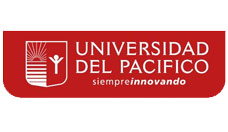 UNIVERSIDAD
DEL PACIFICO
siempreinnovando